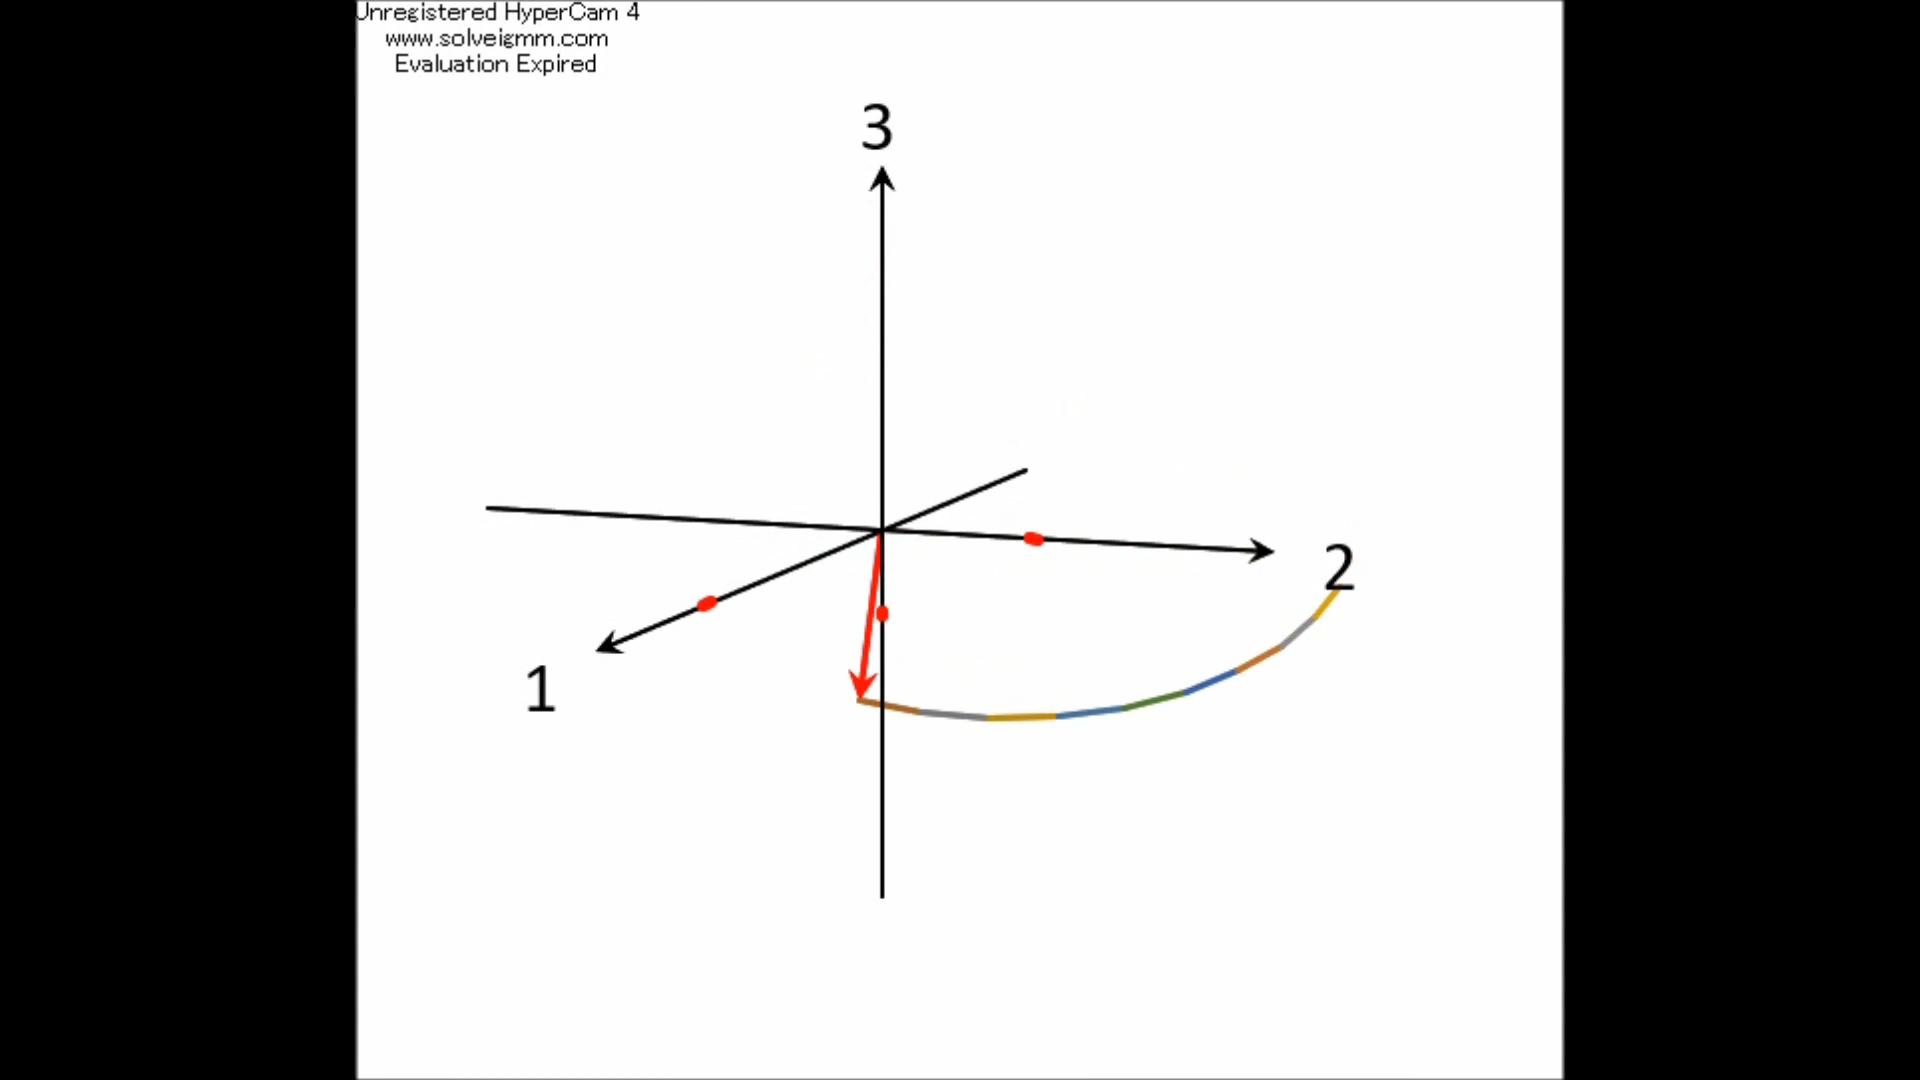 Unregistered HyperCam 4
www.solveigmm.com
Evaluation Expired
3
2
1